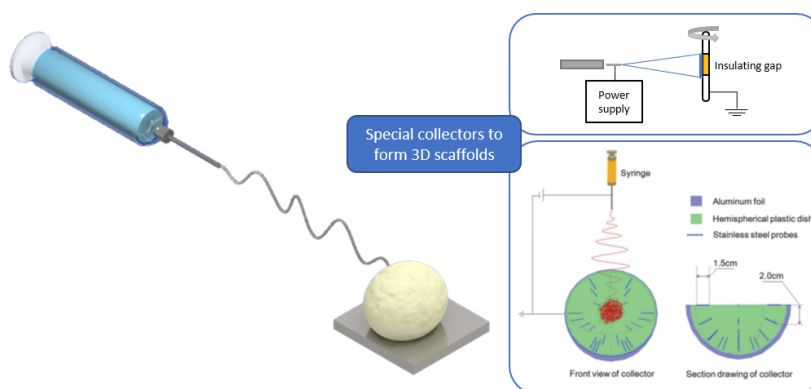 Insulating gap
Power
supply
Special collectors to
form 3D scaffolds
Syringe
Aluminum foil
Hemispherical plastic dish
Stainless steel probes
1.5cm
2.0cm
Front view of collector
Section drawing of collector